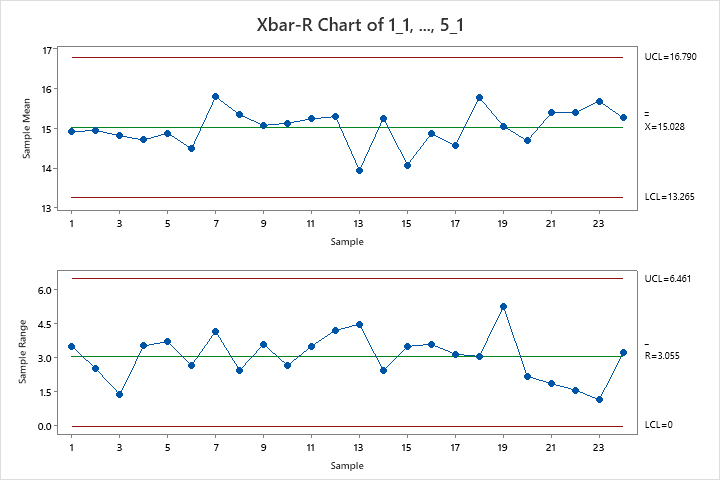 Xbar-R Chart of 1_1, ..., 5_1
Sample Mean
17
16
15
14
13
UCL=16.790
X=15.028
LCL=13.265
1 3 5 7 9 11 13 15 17 19 21 23
Sample
Sample Range
6.0
4.5
3.0
1.5
0.0
UCL=6.461
R=3.055
LCL=0
1 3 5 7 9 11 13 15 17 19 21 23
Sample